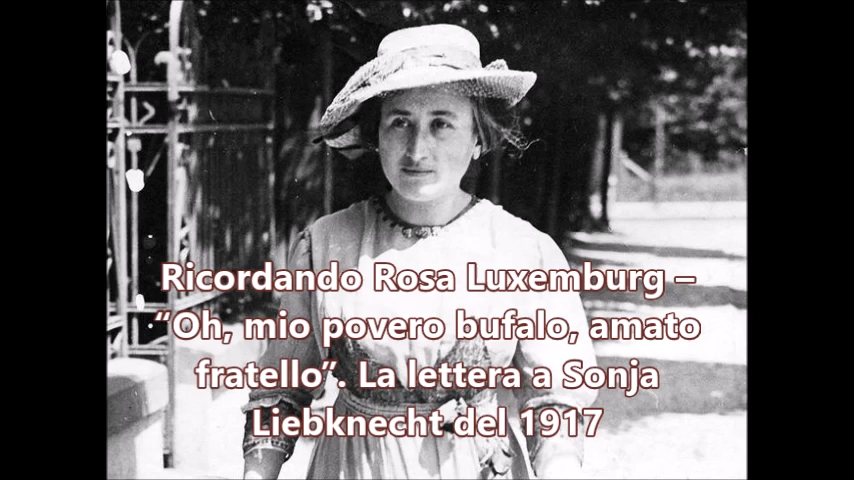 Ricordando Rosa Luxemburg –
“Oh, mio povero bufalo, amato
fratello”. La lettera a Sonja
Liebknecht del 1917